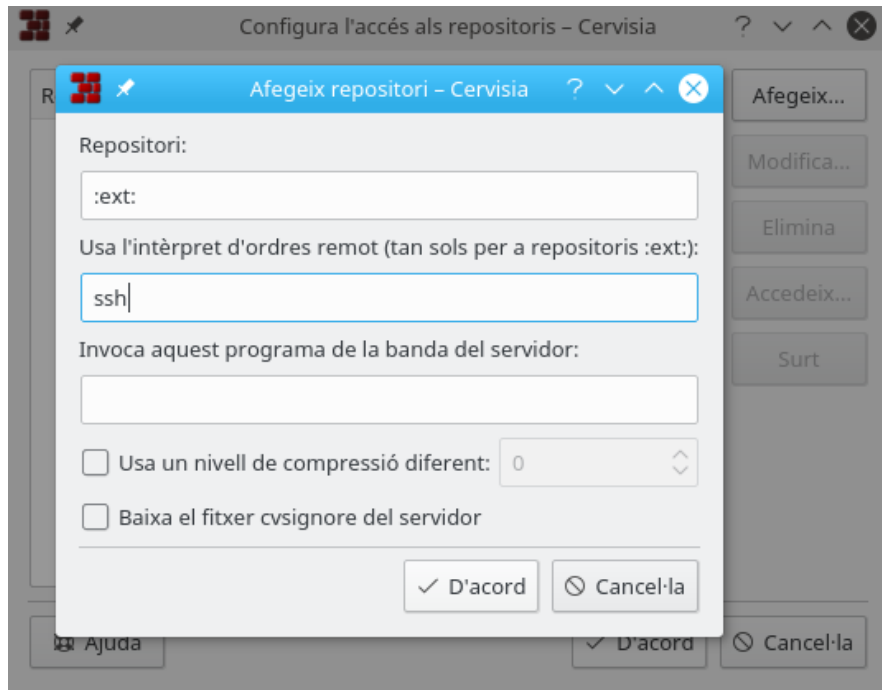 Configura l'accés als repositoris – Cervisia
R
Afegeix repositori – Cervisia
Afegeix...
Repositori:
Modifica...
:ext:
Elimina
Usa l'intèrpret d'ordres remot (tan sols per a repositoris :ext:):
ssh
Accedeix...
Invoca aquest programa de la banda del servidor:
Surt
Usa un nivell de compressió diferent: 0
Baixa el fitxer cvsignore del servidor
D'acord Cancel·la
Ajuda D'acord Cancel·la